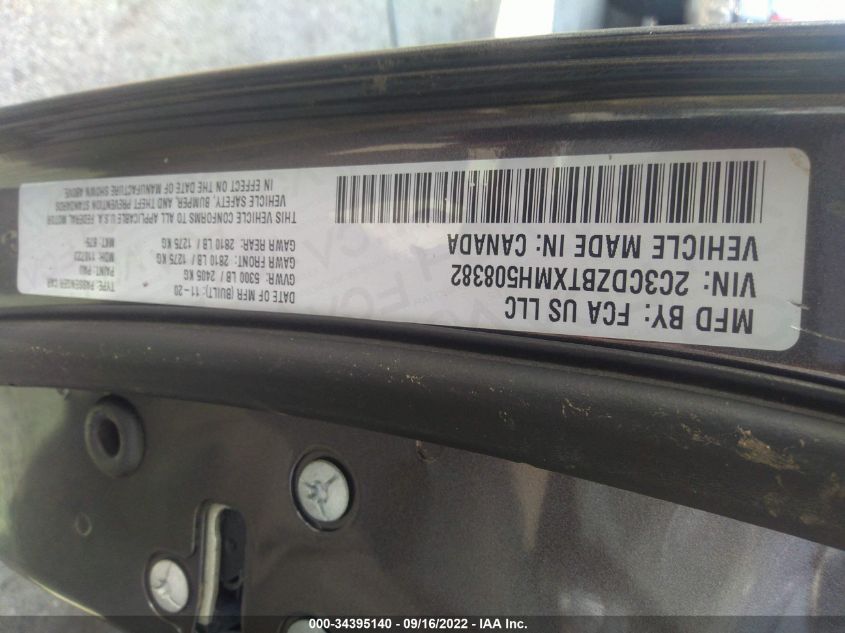 MFD BY: FCA US LLC
VIN: 2C3CDZBTXMH508382
VEHICLE MADE IN: CANADA
DATE OF MFR (BUILT): 11-20
GVWR: 5300 LB / 2405 KG
GAWR FRONT: 2810 LB / 1275 KG
GAWR REAR: 2810 LB / 1275 KG
TYPE: PASSENGER CAR
PAINT:
MDH:
MKT:
THIS VEHICLE CONFORMS TO ALL APPLICABLE U.S.A. FEDERAL MOTOR
VEHICLE SAFETY, BUMPER, AND THEFT PREVENTION STANDARDS
IN EFFECT ON THE DATE OF MANUFACTURE SHOWN ABOVE.
000-34395140 - 09/16/2022 - IAA Inc.